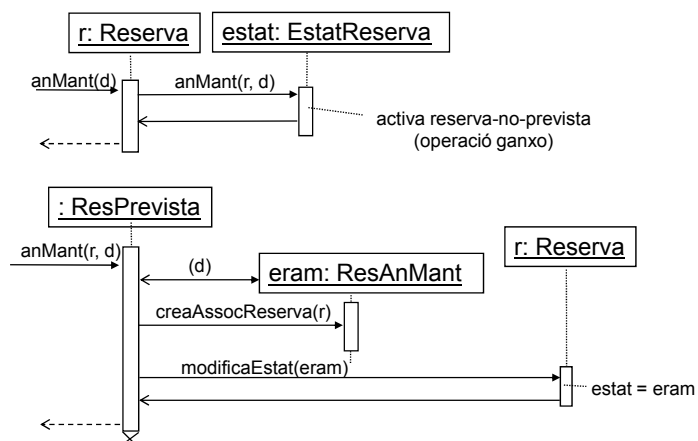 r: Reserva
estat: EstatReserva
anMant(d)
anMant(r, d)
activa reserva-no-prevista
(operació ganxo)
: ResPrevista
r: Reserva
anMant(r, d)
(d)
eram: ResAnMant
creaAssocReserva(r)
modificaEstat(eram)
estat = eram